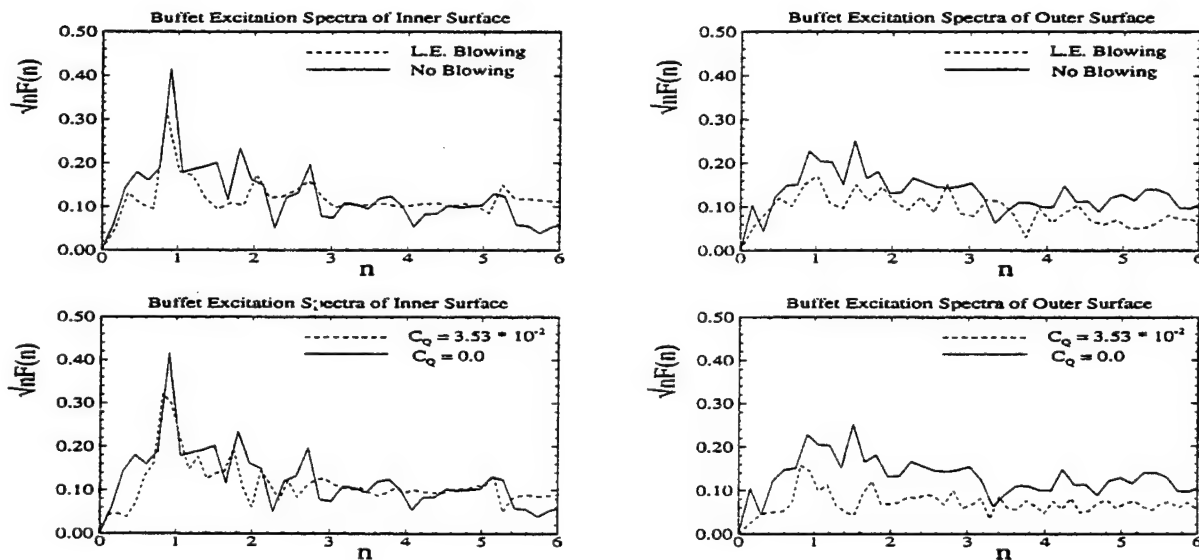 Buffet Excitation Spectra of Inner Surface
0.50
0.40
0.30
0.20
0.10
0.00
√nF(n)
L.E. Blowing
No Blowing
0 1 2 3 4 5 6
n
Buffet Excitation Spectra of Outer Surface
0.50
0.40
0.30
0.20
0.10
0.00
√nF(n)
L.E. Blowing
No Blowing
0 1 2 3 4 5 6
n
Buffet Excitation Spectra of Inner Surface
0.50
0.40
0.30
0.20
0.10
0.00
√nF(n)
C_Q = 3.53 * 10⁻²
C_Q = 0.0
0 1 2 3 4 5 6
n
Buffet Excitation Spectra of Outer Surface
0.50
0.40
0.30
0.20
0.10
0.00
√nF(n)
C_Q = 3.53 * 10⁻²
C_Q = 0.0
0 1 2 3 4 5 6
n